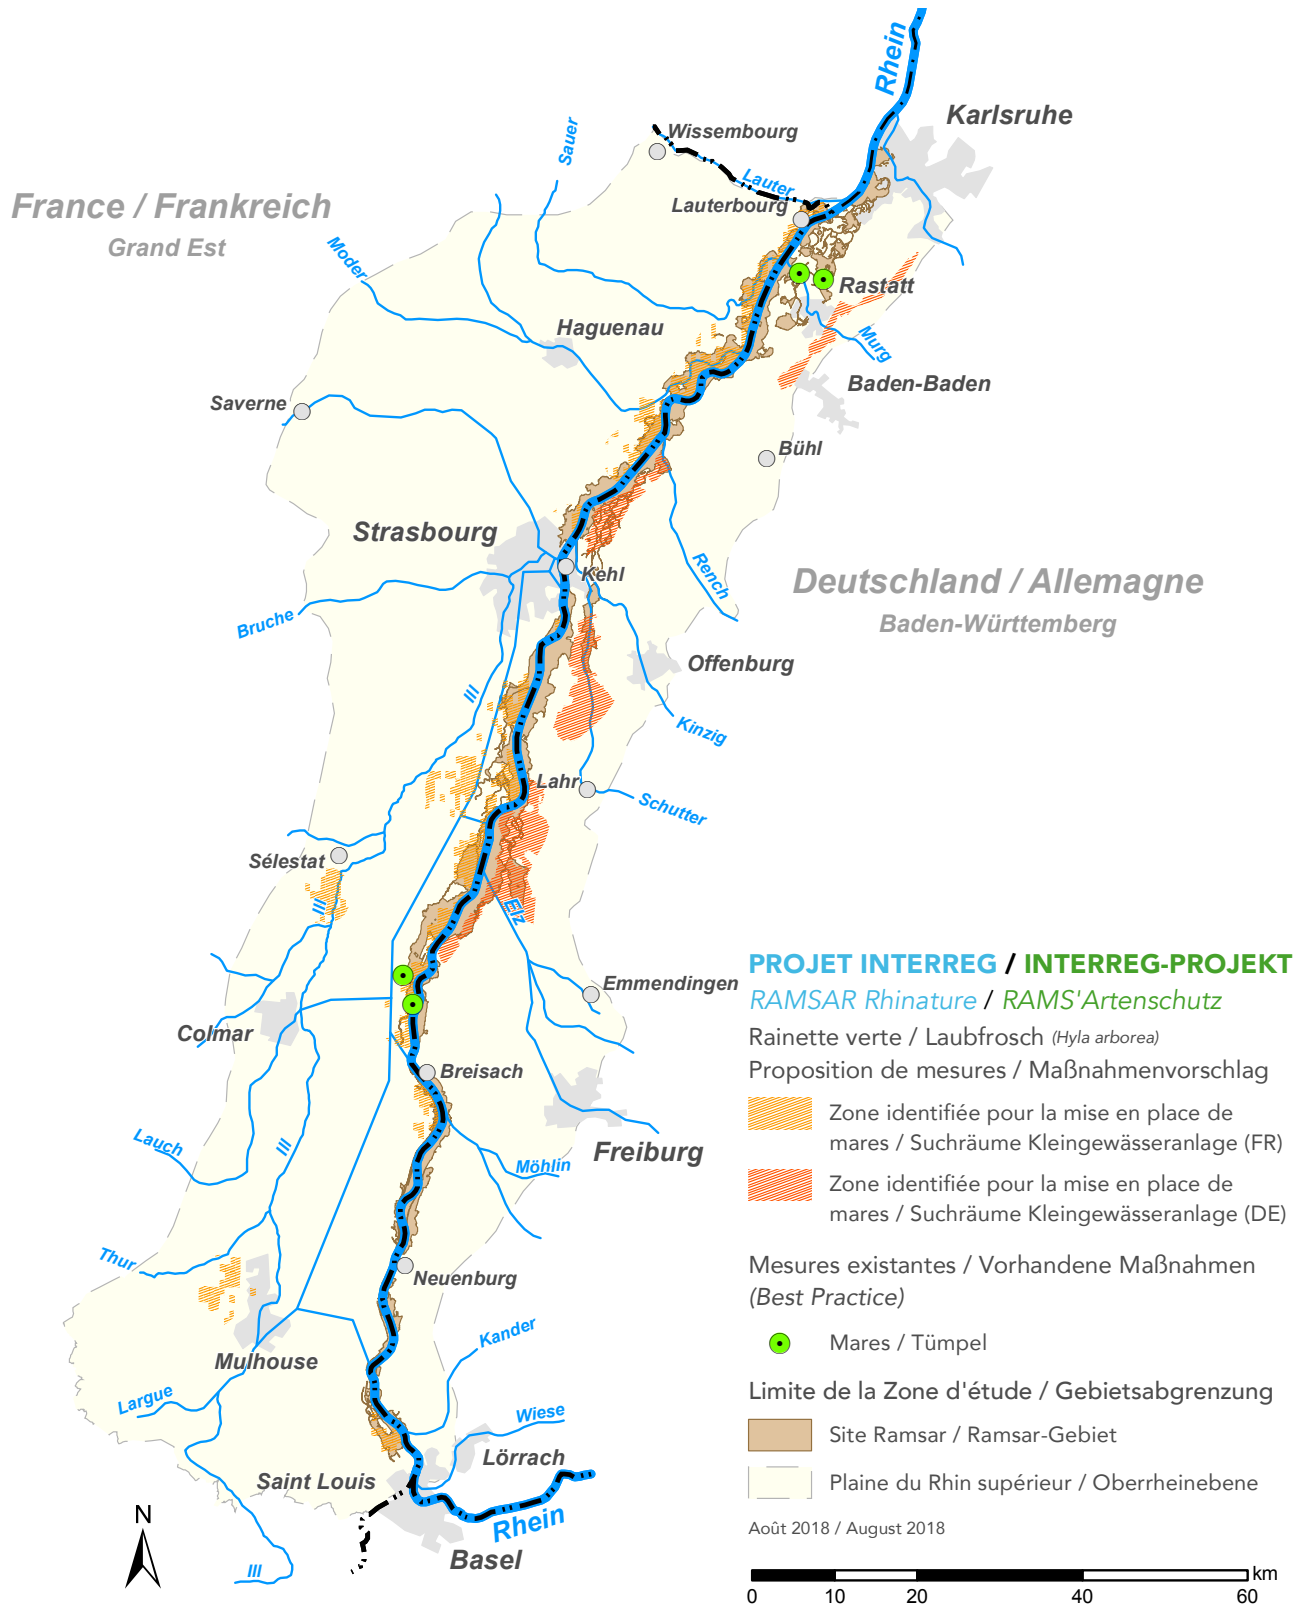 Rhein
Karlsruhe
Wissembourg
Sauer
Lauter
Lauterbourg
France / Frankreich
Grand Est
Moder
Rastatt
Haguenau
Murg
Baden-Baden
Saverne
Bühl
Strasbourg
Kehl
Rench
Deutschland / Allemagne
Baden-Württemberg
Bruche
Offenburg
Ill
Kinzig
Lahr
Schutter
Sélestat
Ill
Elz
Emmendingen
Colmar
Breisach
Lauch
Ill
Freiburg
Möhlin
Thur
Neuenburg
Kander
Mulhouse
Largue
Wiese
Lörrach
Saint Louis
Rhein
Basel
Ill
N
PROJET INTERREG / INTERREG-PROJEKT
RAMSAR Rhinature / RAMS'Artenschutz
Rainette verte / Laubfrosch (Hyla arborea)
Proposition de mesures / Maßnahmenvorschlag
Zone identifiée pour la mise en place de
mares / Suchräume Kleingewässeranlage (FR)
Zone identifiée pour la mise en place de
mares / Suchräume Kleingewässeranlage (DE)
Mesures existantes / Vorhandene Maßnahmen
(Best Practice)
Mares / Tümpel
Limite de la Zone d'étude / Gebietsabgrenzung
Site Ramsar / Ramsar-Gebiet
Plaine du Rhin supérieur / Oberrheinebene
Août 2018 / August 2018
km
0 10 20 40 60